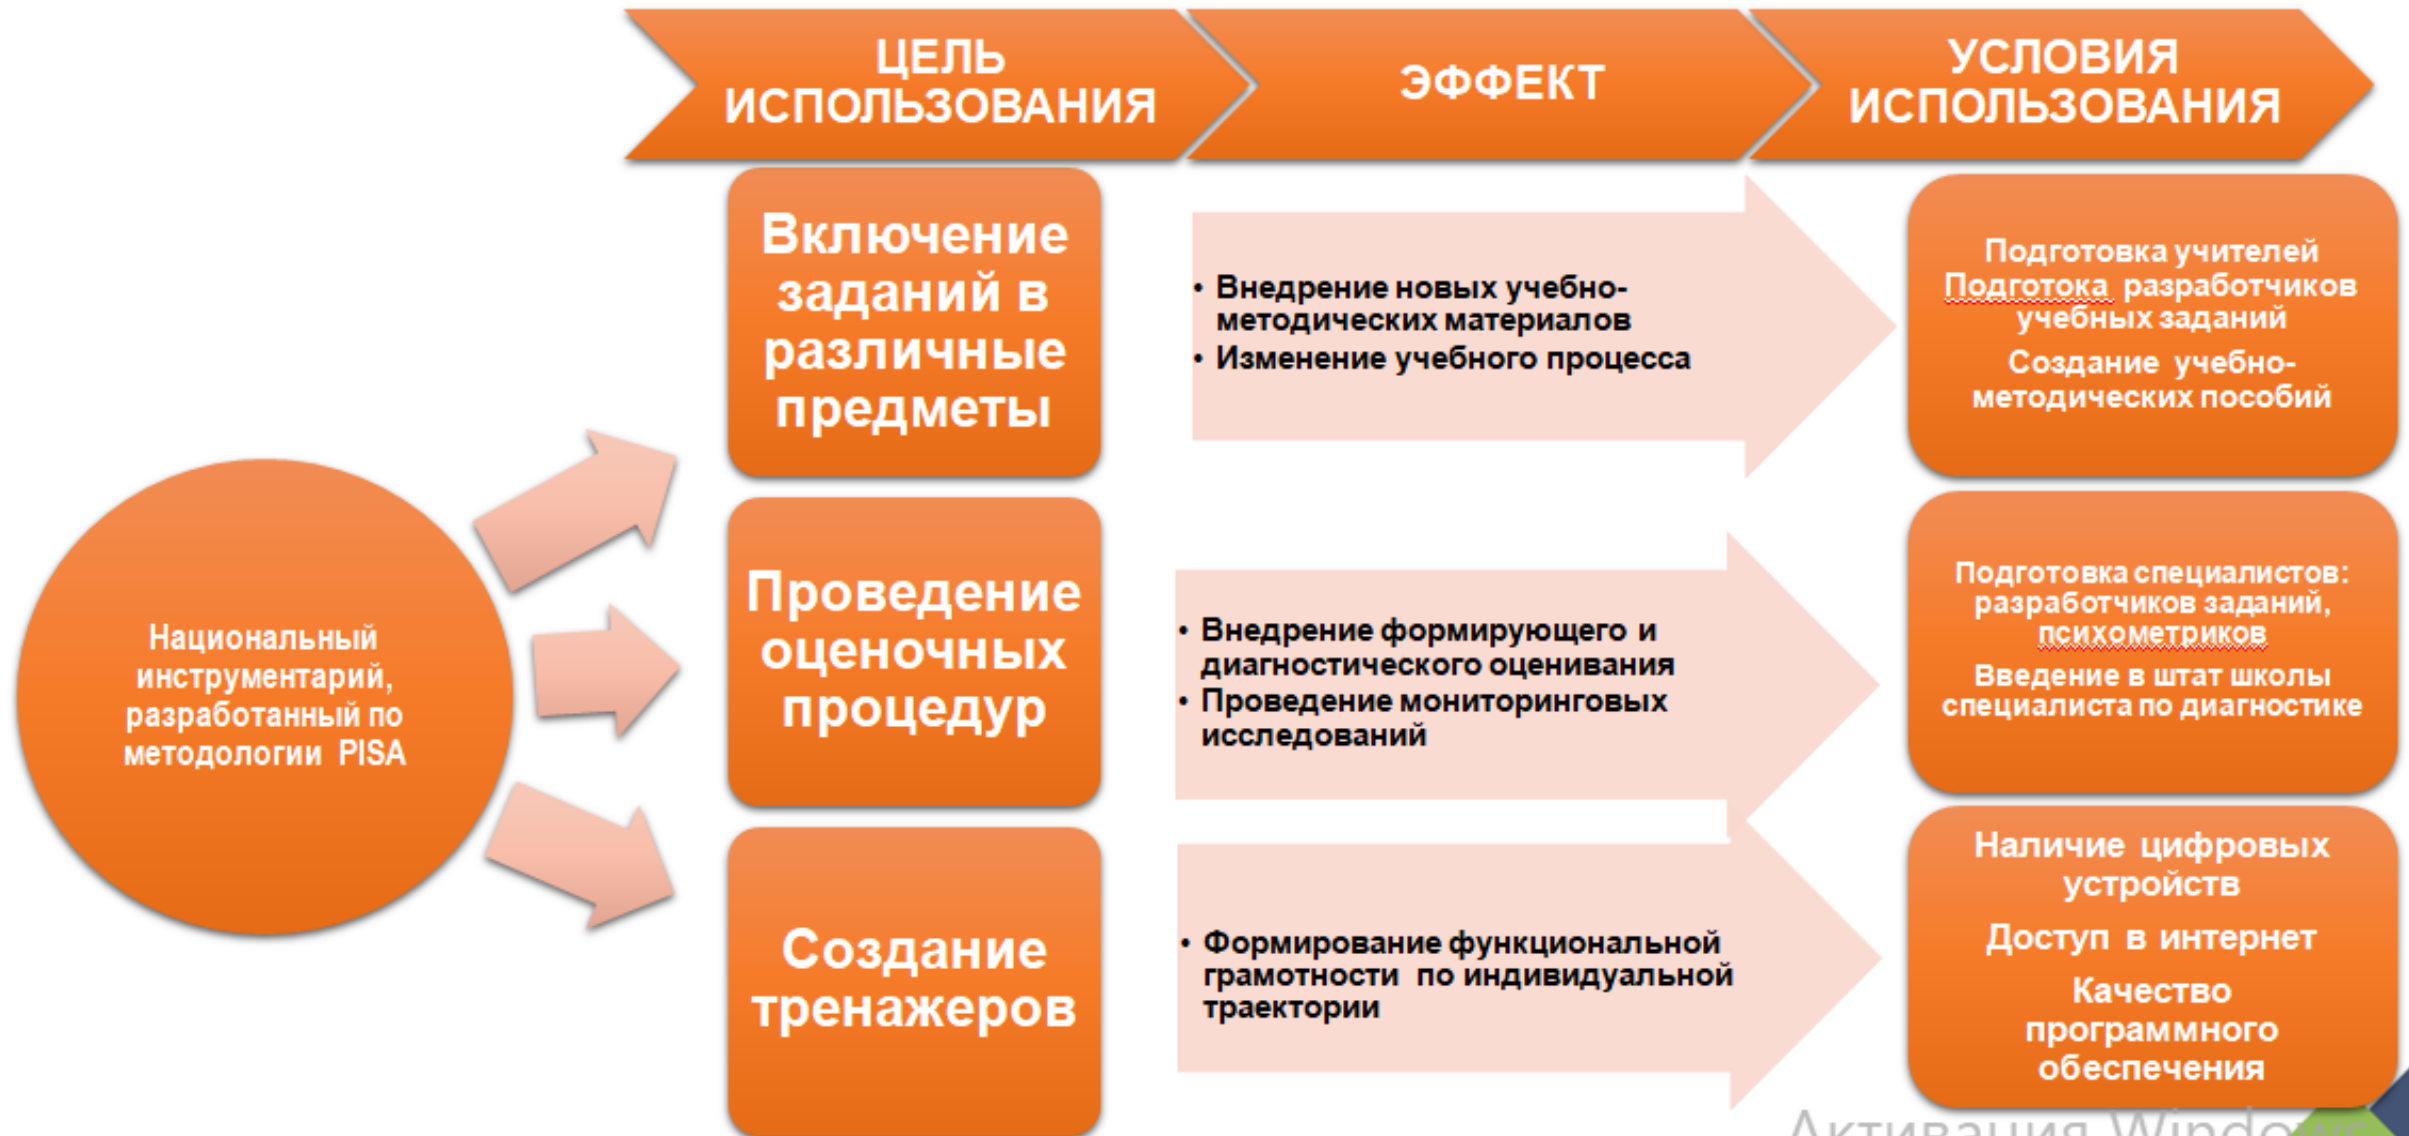 ЦЕЛЬ
ИСПОЛЬЗОВАНИЯ
ЭФФЕКТ
УСЛОВИЯ
ИСПОЛЬЗОВАНИЯ
Национальный
инструментарий,
разработанный по
методологии PISA
Включение
заданий в
различные
предметы
• Внедрение новых учебно-
методических материалов
• Изменение учебного процесса
Подготовка учителей
Подготока разработчиков
учебных заданий
Создание учебно-
методических пособий
Проведение
оценочных
процедур
• Внедрение формирующего и
диагностического оценивания
• Проведение мониторинговых
исследований
Подготовка специалистов:
разработчиков заданий,
психометриков
Введение в штат школы
специалиста по диагностике
Создание
тренажеров
• Формирование функциональной
грамотности по индивидуальной
траектории
Наличие цифровых
устройств
Доступ в интернет
Качество
программного
обеспечения
Активация Windows